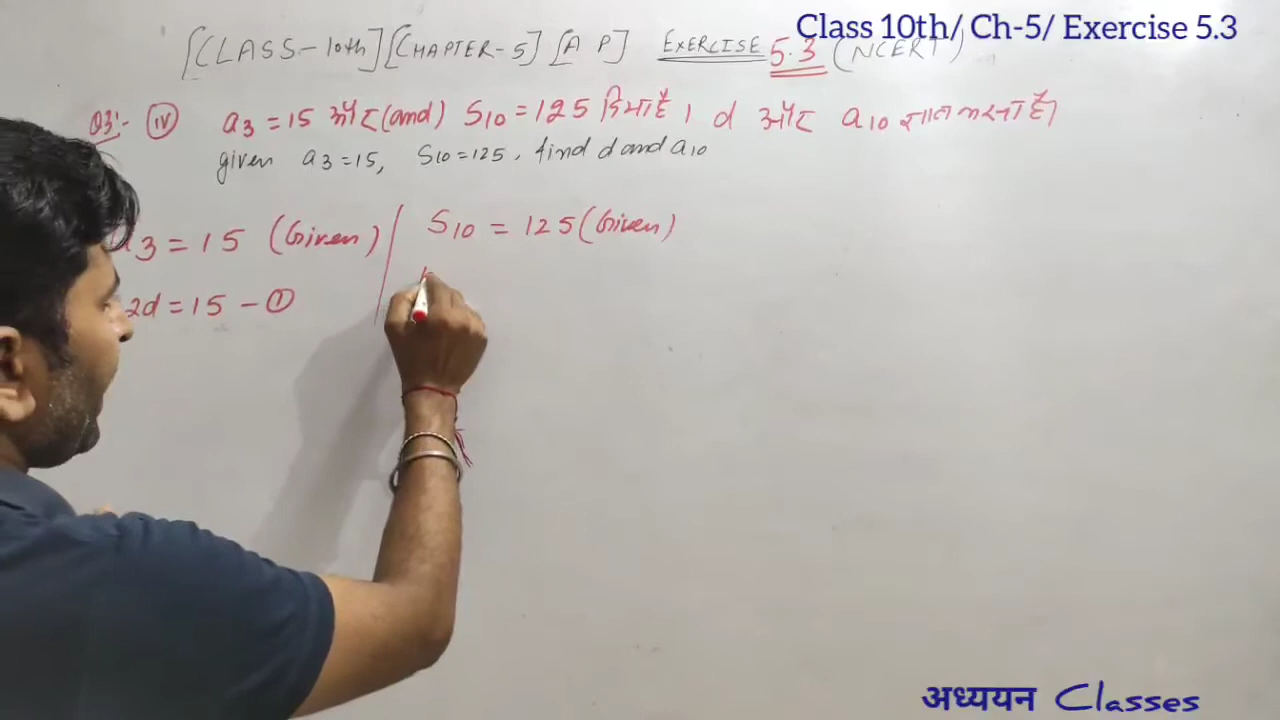 Class 10th/ Ch-5/ Exercise 5.3
[CLASS-10th] [CHAPTER-5] [A P] EXERCISE 5.3 (NCERT)
Q3:- (iv) a3 = 15 और (and) S10 = 125 दिया है। d और a10 ज्ञात करना है।
given a3 = 15, S10 = 125, find d and a10
3 = 15 (Given) S10 = 125 (Given)
2d = 15 - ①
अध्ययन Classes